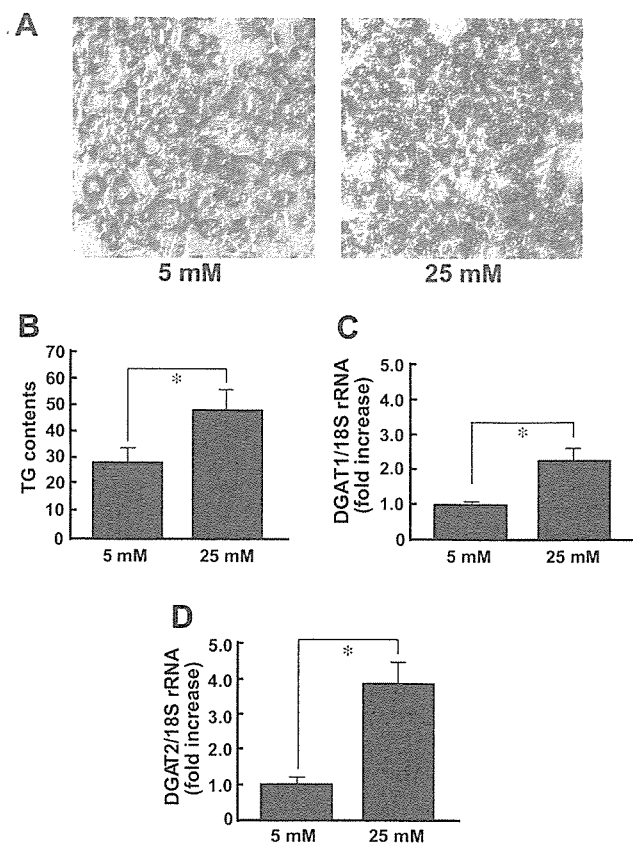 A
5 mM
25 mM
B
TG contents
70
60
50
40
30
20
10
0
*
5 mM
25 mM
C
DGAT1/18S rRNA
(fold increase)
5.0
4.0
3.0
2.0
1.0
0
*
5 mM
25 mM
D
DGAT2/18S rRNA
(fold increase)
5.0
4.0
3.0
2.0
1.0
0
*
5 mM
25 mM